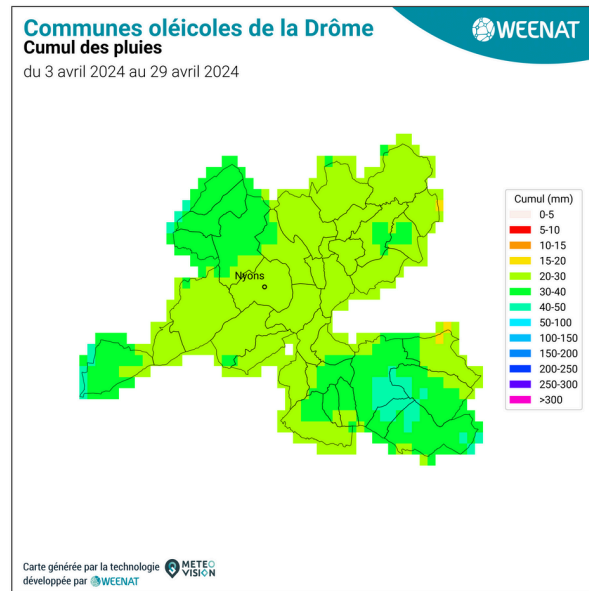 Communes oléicoles de la Drôme
Cumul des pluies
du 3 avril 2024 au 29 avril 2024
WEENAT
Nyons
Cumul (mm)
0-5
5-10
10-15
15-20
20-30
30-40
40-50
50-100
100-150
150-200
200-250
250-300
>300
Carte générée par la technologie
développée par WEENAT
METEO
VISION